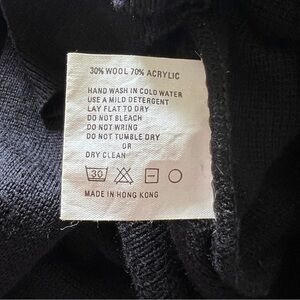 30% WOOL 70% ACRYLIC
HAND WASH IN COLD WATER
USE A MILD DETERGENT
LAY FLAT TO DRY
DO NOT BLEACH
DO NOT WRING
DO NOT TUMBLE DRY
OR
DRY CLEAN
30
MADE IN HONG KONG